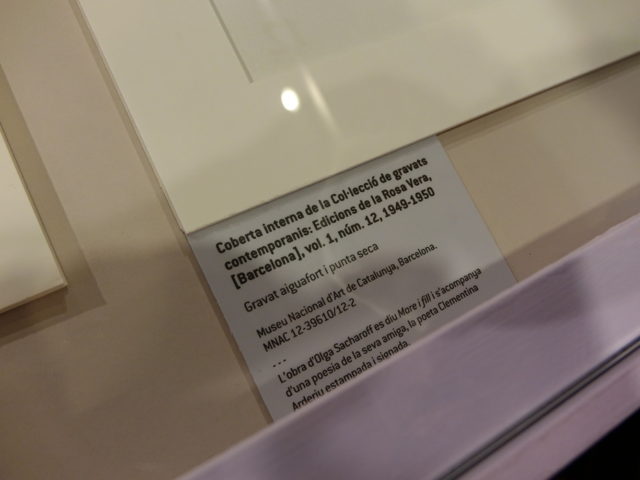 Coberta interna de la Col·lecció de gravats
contemporanis: Edicions de la Rosa Vera,
[Barcelona], vol. 1, núm. 12, 1949-1950
Gravat aiguafort i punta seca
Museu Nacional d'Art de Catalunya, Barcelona.
MNAC 12-39610/12-2
---
L'obra d'Olga Sacharoff es diu More i fill i s'acompanya
d'una poesia de la seva amiga, la poeta Clementina
Arderiu estampada i signada.